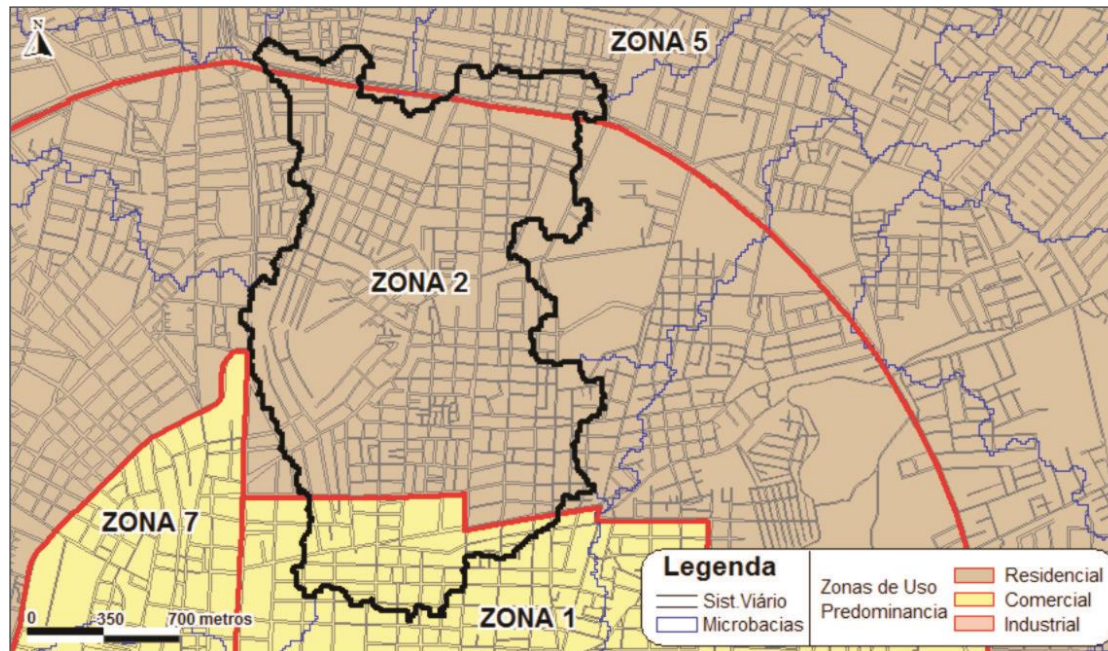 N
ZONA 5
ZONA 2
ZONA 7
ZONA 1
0 350 700 metros
Legenda
Sist.Viário
Microbacias
Zonas de Uso
Predominancia
Residencial
Comercial
Industrial